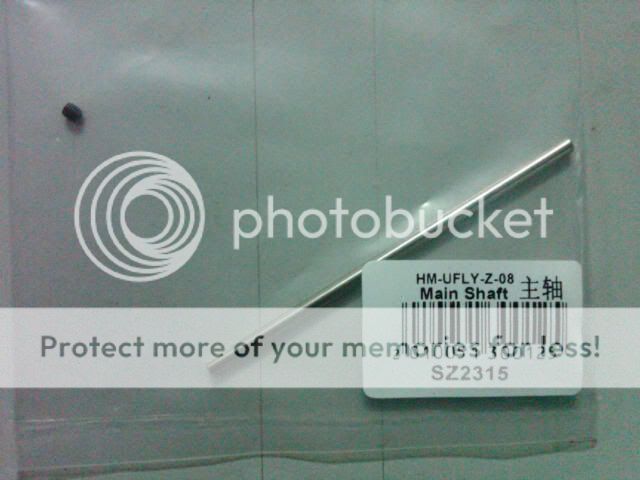 photobucket
HM-UFLY-Z-08
Main Shaft 主轴
Protect more of your memories for less!
SZ2315